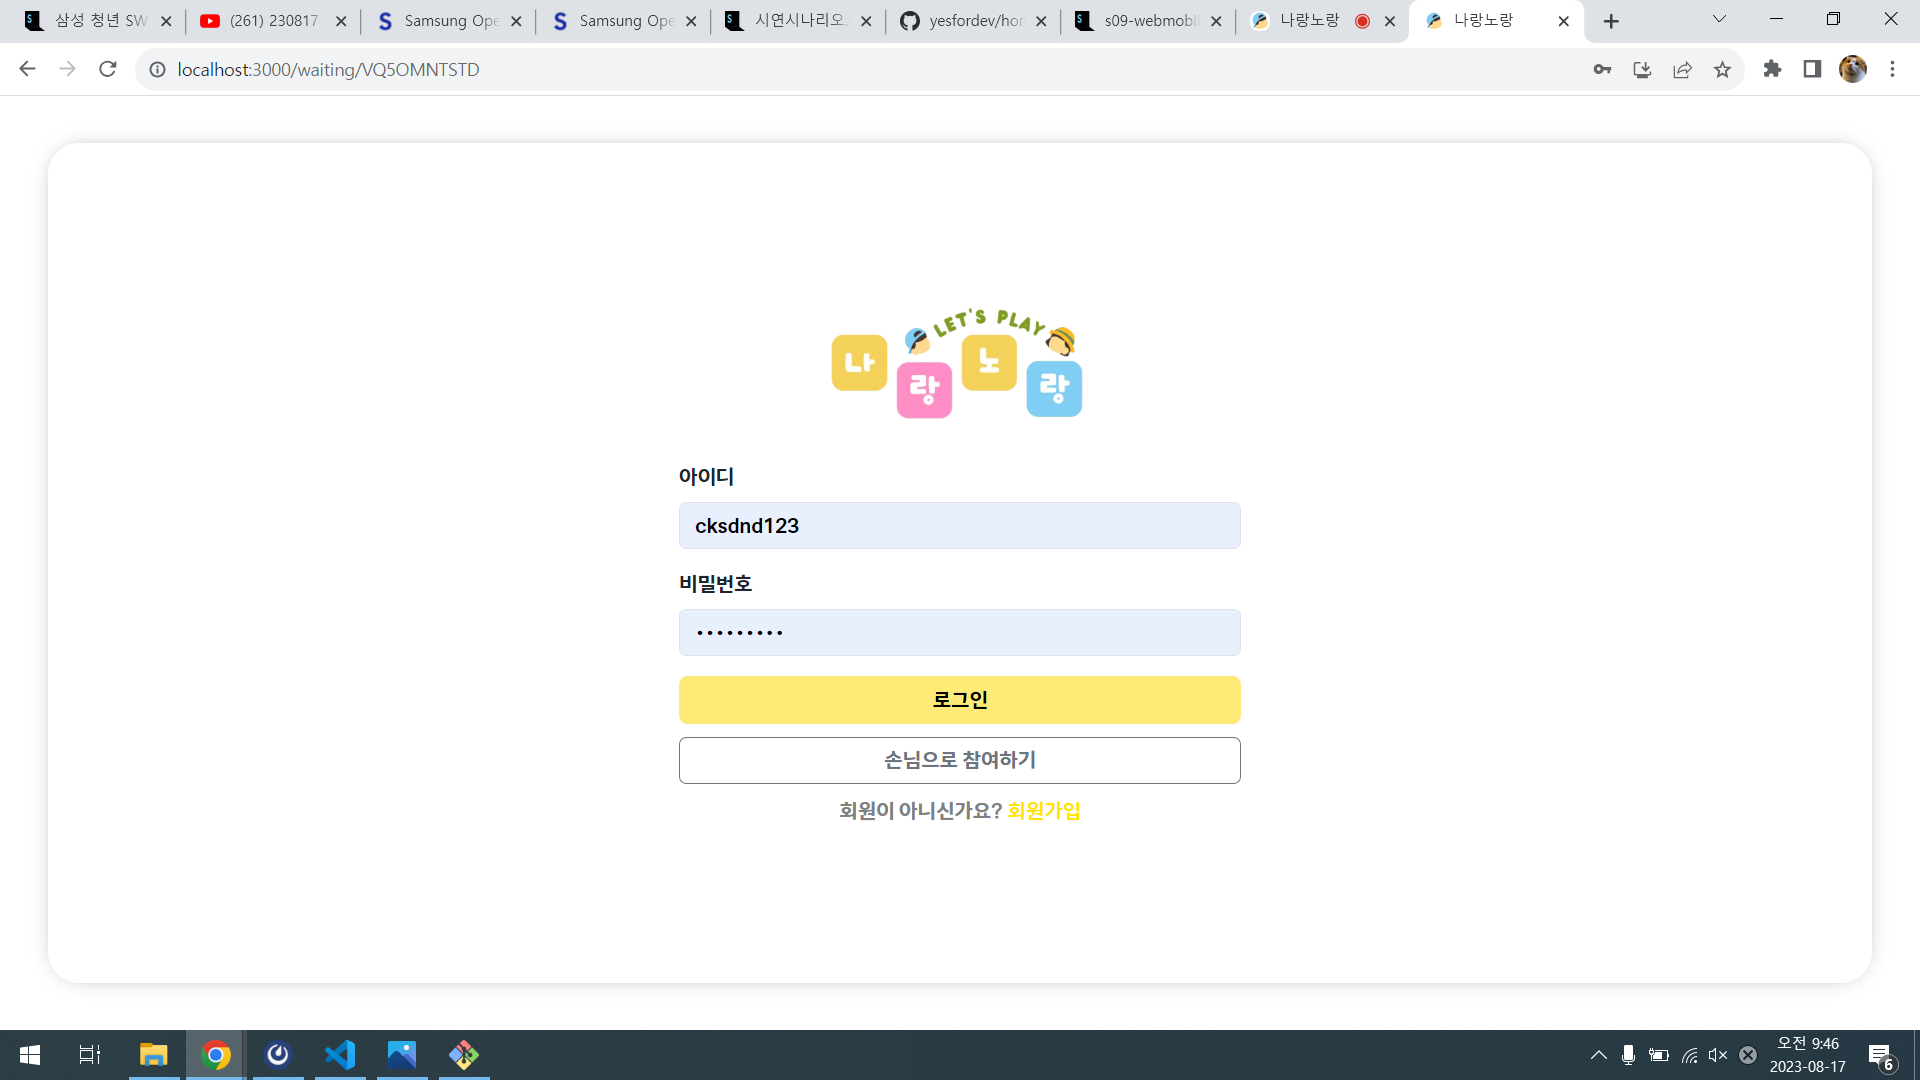 삼성 청년 SW
(261) 230817
Samsung Ope
Samsung Ope
시연시나리오.
yesfordev/hor
s09-webmobil
나랑노랑
나랑노랑
localhost:3000/waiting/VQ5OMNTSTD
LET'S PLAY
나랑노랑
아이디
cksdnd123
비밀번호
•••••••••
로그인
손님으로 참여하기
회원이 아니신가요? 회원가입
오전 9:46
2023-08-17
6